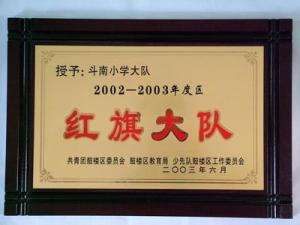 授予：斗南小学大队
2002—2003年度区
红旗大队
共青团鼓楼区委员会 鼓楼区教育局 少先队鼓楼区工作委员会
二〇〇三年六月